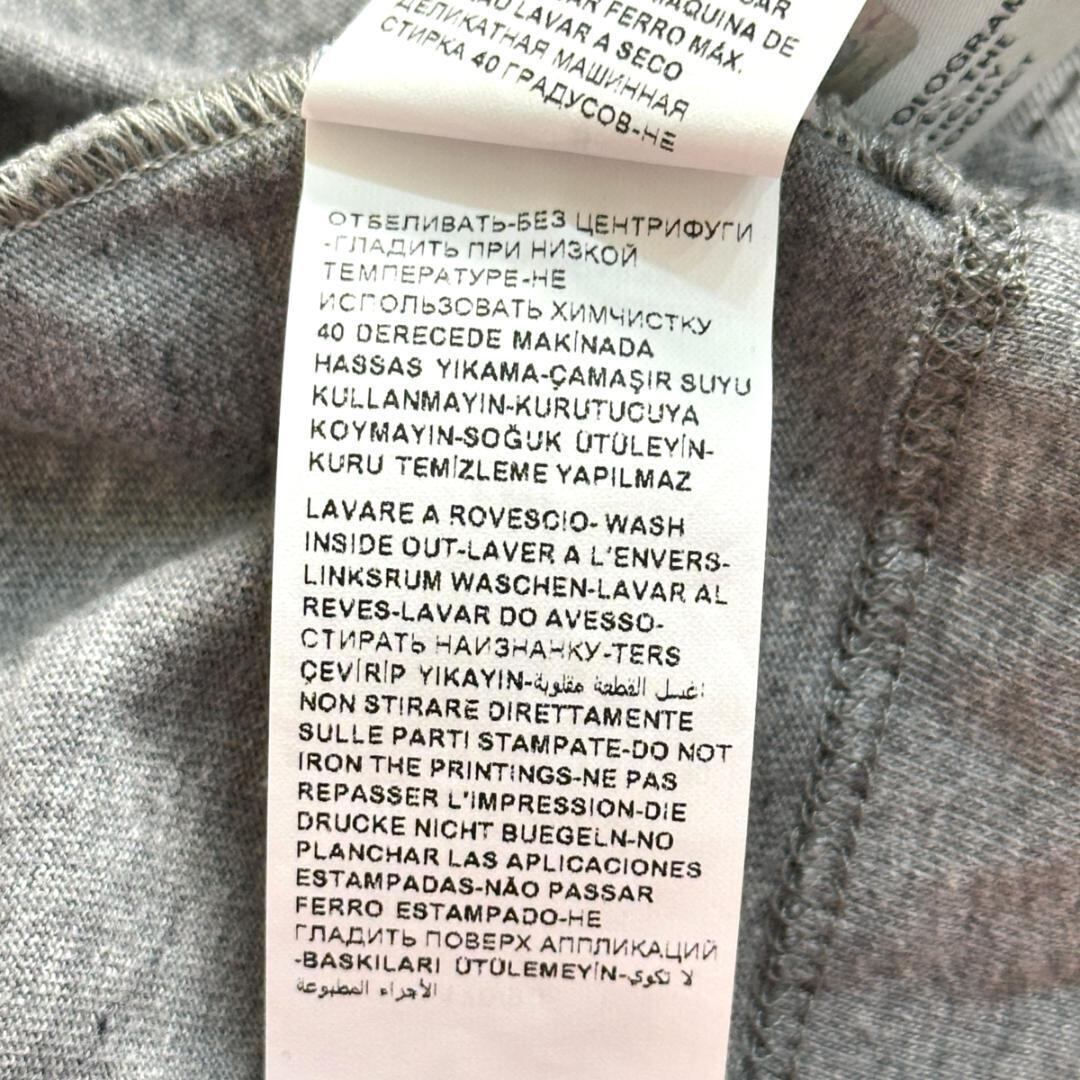 MAQUINA DE
FERRO MÁX.
LAVAR A SECO
ДЕЛИКАТНАЯ МАШИННАЯ
СТИРКА 40 ГРАДУСОВ-НЕ
ОТБЕЛИВАТЬ-БЕЗ ЦЕНТРИФУГИ
-ГЛАДИТЬ ПРИ НИЗКОЙ
ТЕМПЕРАТУРЕ-НЕ
ИСПОЛЬЗОВАТЬ ХИМЧИСТКУ
40 DERECEDE MAKİNADA
HASSAS YIKAMA-ÇAMAŞIR SUYU
KULLANMAYIN-KURUTUCUYA
KOYMAYIN-SOĞUK ÜTÜLEYİN-
KURU TEMİZLEME YAPILMAZ
LAVARE A ROVESCIO- WASH
INSIDE OUT-LAVER A L'ENVERS-
LINKSRUM WASCHEN-LAVAR AL
REVES-LAVAR DO AVESSO-
СТИРАТЬ НАИЗНАНКУ-TERS
ÇEVİRİP YIKAYIN-اغسل القطعة مقلوبة
NON STIRARE DIRETTAMENTE
SULLE PARTI STAMPATE-DO NOT
IRON THE PRINTINGS-NE PAS
REPASSER L'IMPRESSION-DIE
DRUCKE NICHT BUEGELN-NO
PLANCHAR LAS APLICACIONES
ESTAMPADAS-NÃO PASSAR
FERRO ESTAMPADO-НЕ
ГЛАДИТЬ ПОВЕРХ АППЛИКАЦИЙ
-BASKILARI ÜTÜLEMEYİN-لا تكوي
الأجزاء المطبوعة
THE